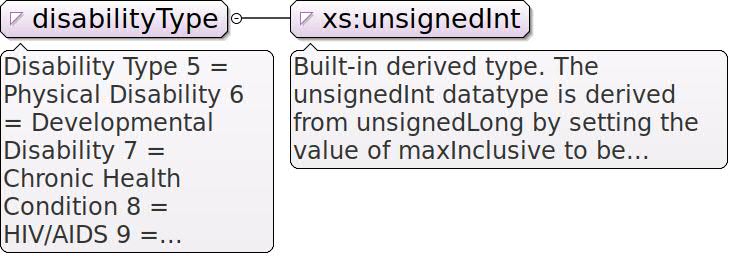 disabilityType
xs:unsignedInt
Disability Type 5 =
Physical Disability 6
= Developmental
Disability 7 =
Chronic Health
Condition 8 =
HIV/AIDS 9 =...
Built-in derived type. The
unsignedInt datatype is derived
from unsignedLong by setting the
value of maxInclusive to be...